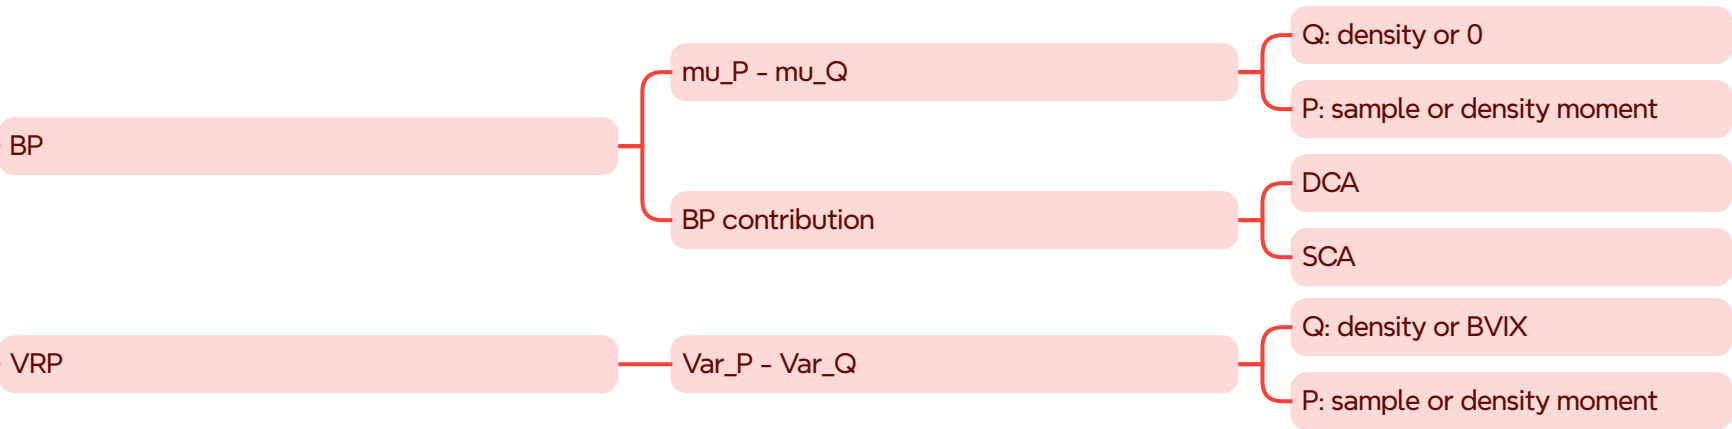 BP
mu_P - mu_Q
Q: density or 0
P: sample or density moment
BP contribution
DCA
SCA
VRP
Var_P - Var_Q
Q: density or BVIX
P: sample or density moment